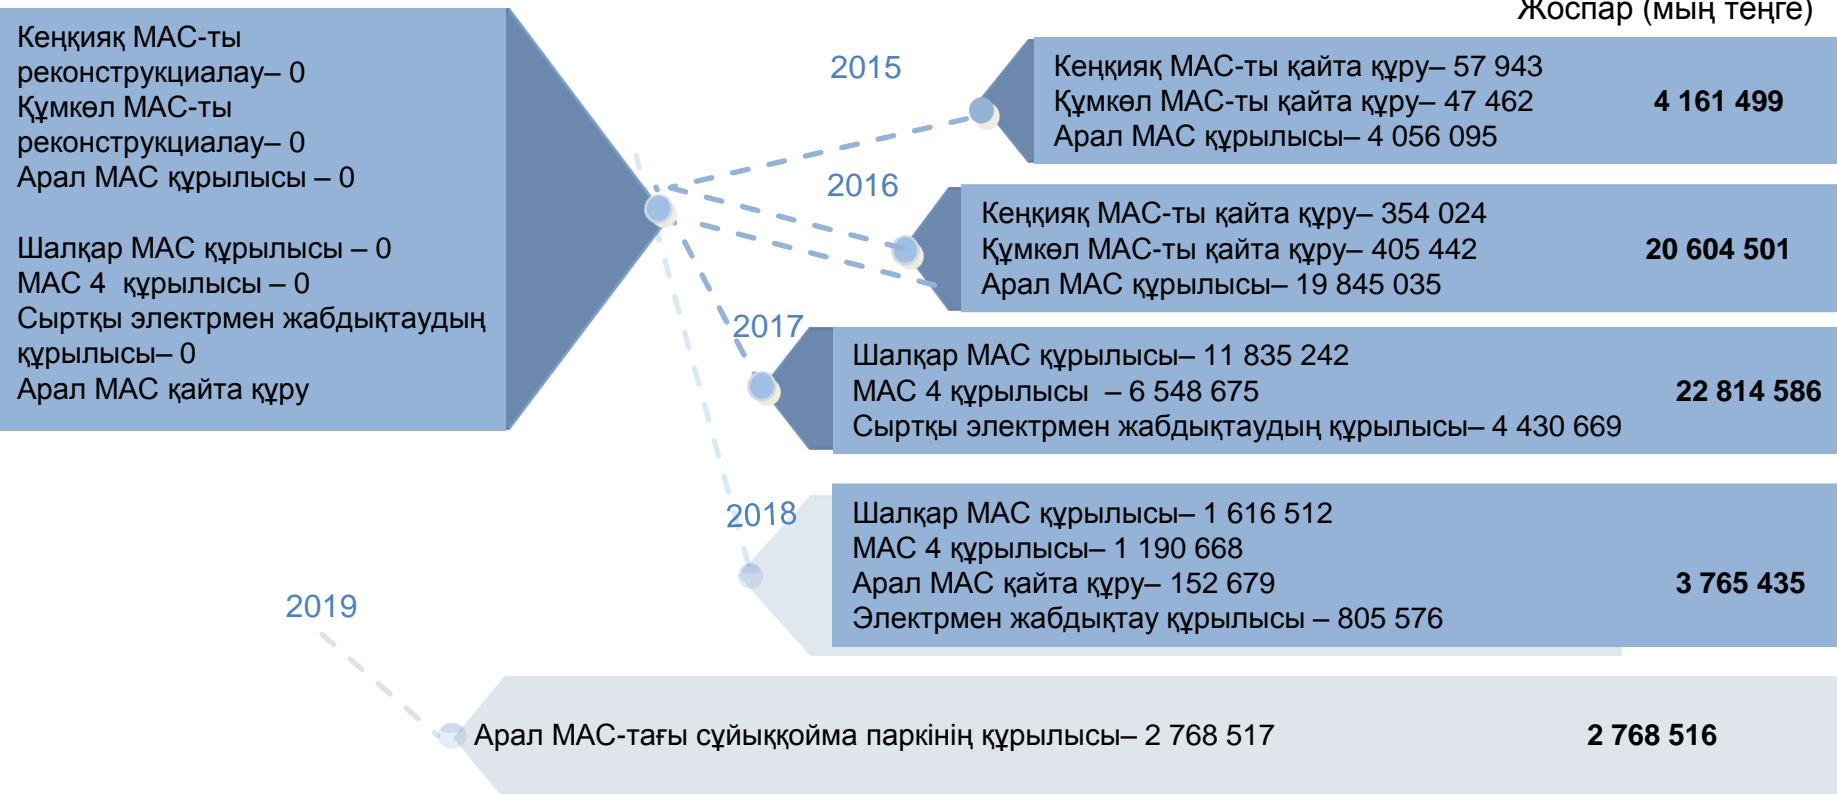 Жоспар (мың теңге)
Кеңқияқ МАС-ты
реконструкциалау– 0
Құмкөл МАС-ты
реконструкциалау– 0
Арал МАС құрылысы – 0
Шалқар МАС құрылысы – 0
МАС 4 құрылысы – 0
Сыртқы электрмен жабдықтаудың
құрылысы– 0
Арал МАС қайта құру
2015
Кеңқияқ МАС-ты қайта құру– 57 943
Құмкөл МАС-ты қайта құру– 47 462
Арал МАС құрылысы– 4 056 095
4 161 499
2016
Кеңқияқ МАС-ты қайта құру– 354 024
Құмкөл МАС-ты қайта құру– 405 442
Арал МАС құрылысы– 19 845 035
20 604 501
2017
Шалқар МАС құрылысы– 11 835 242
МАС 4 құрылысы – 6 548 675
Сыртқы электрмен жабдықтаудың құрылысы– 4 430 669
22 814 586
2018
Шалқар МАС құрылысы– 1 616 512
МАС 4 құрылысы– 1 190 668
Арал МАС қайта құру– 152 679
Электрмен жабдықтау құрылысы – 805 576
3 765 435
2019
Арал МАС-тағы сұйыққойма паркінің құрылысы– 2 768 517
2 768 516